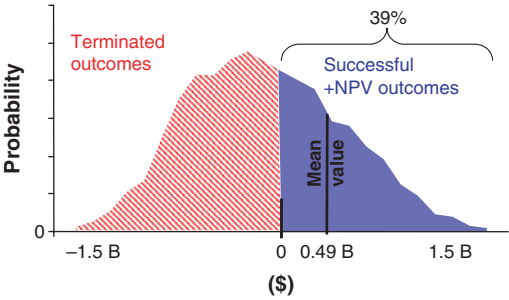 39%
Terminated
outcomes
Successful
+NPV outcomes
Probability
Mean
value
0
−1.5 B
0
0.49 B
1.5 B
($)